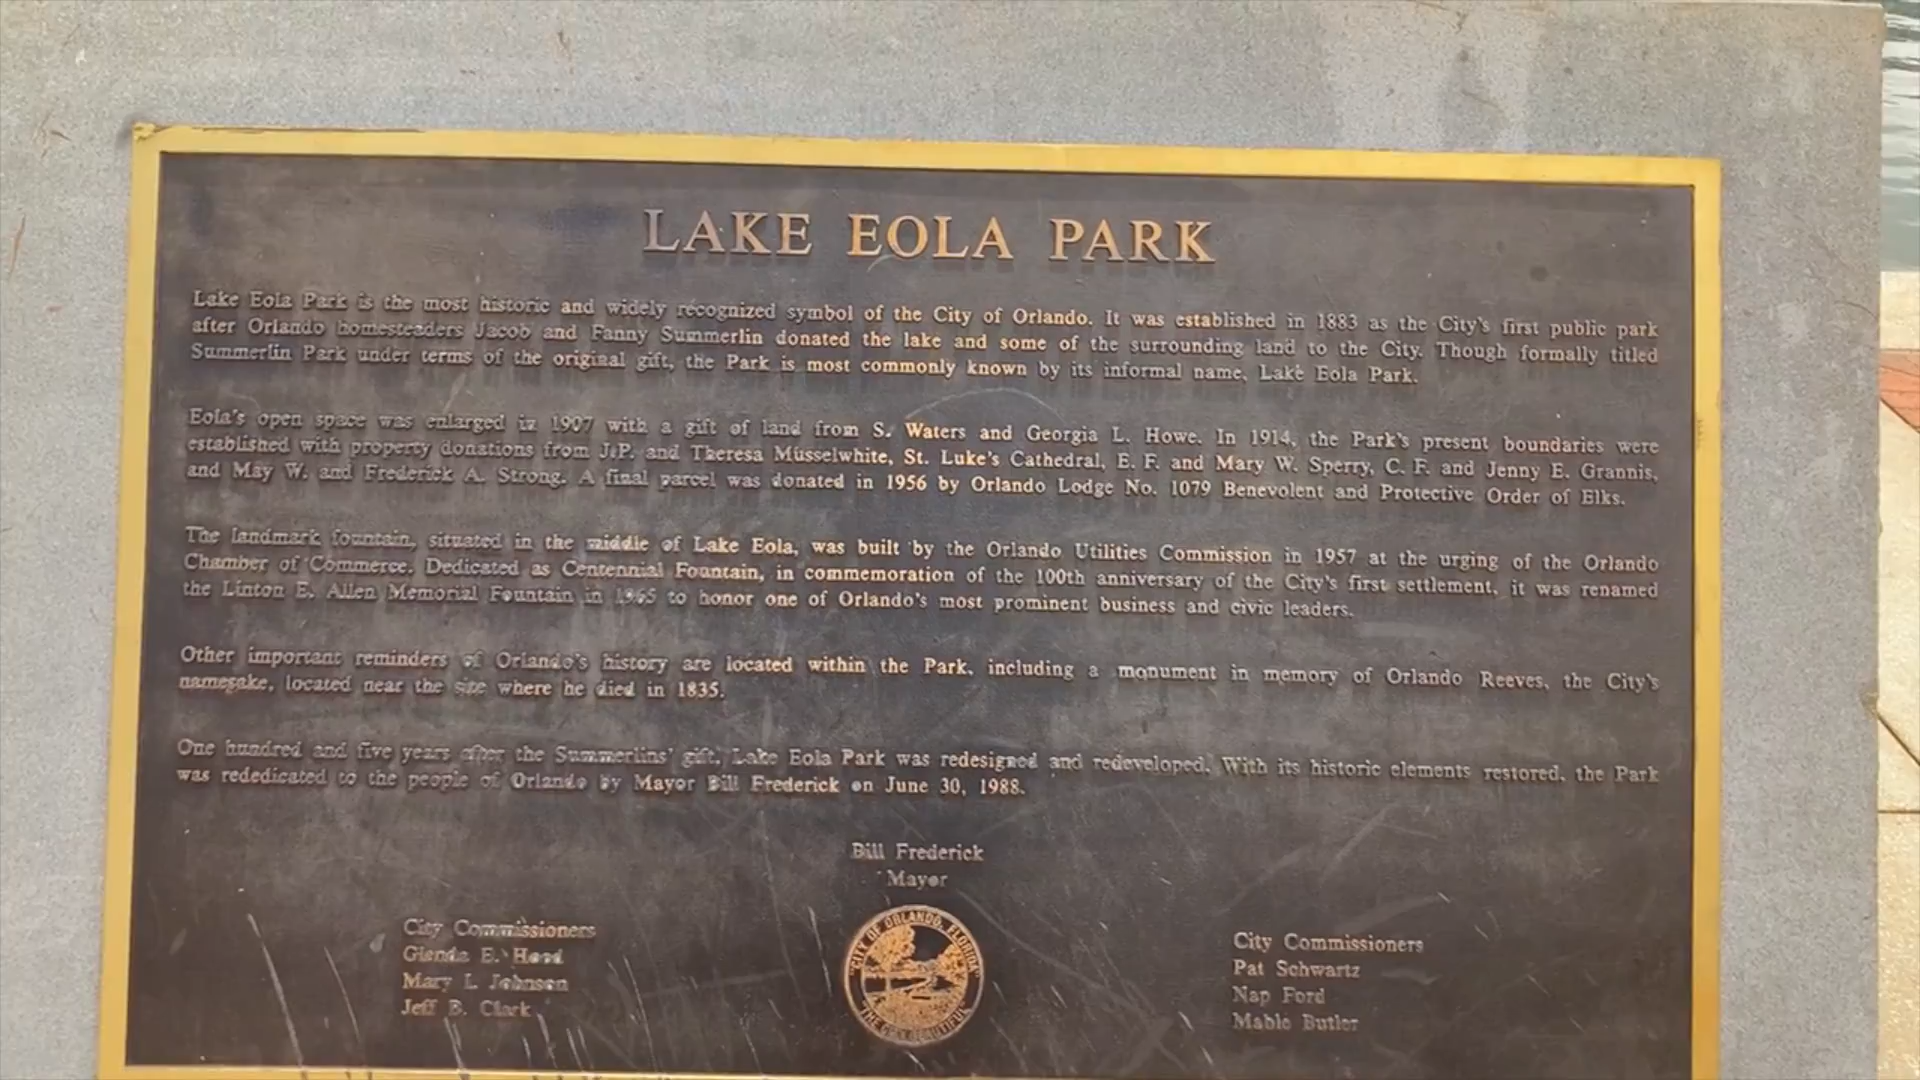 LAKE EOLA PARK
Lake Eola Park is the most historic and widely recognized symbol of the City of Orlando. It was established in 1883 as the City's first public park
after Orlando homesteaders Jacob and Fanny Summerlin donated the lake and some of the surrounding land to the City. Though formally titled
Summerlin Park under terms of the original gift, the Park is most commonly known by its informal name, Lake Eola Park.
Eola's open space was enlarged in 1907 with a gift of land from S. Waters and Georgia L. Howe. In 1914, the Park's present boundaries were
established with property donations from J.P. and Theresa Musselwhite, St. Luke's Cathedral, E. F. and Mary W. Sperry, C. F. and Jenny E. Grannis,
and May W. and Frederick A. Strong. A final parcel was donated in 1956 by Orlando Lodge No. 1079 Benevolent and Protective Order of Elks.
The landmark fountain, situated in the middle of Lake Eola, was built by the Orlando Utilities Commission in 1957 at the urging of the Orlando
Chamber of Commerce. Dedicated as Centennial Fountain, in commemoration of the 100th anniversary of the City's first settlement, it was renamed
the Linton E. Allen Memorial Fountain in 1965 to honor one of Orlando's most prominent business and civic leaders.
Other important reminders of Orlando's history are located within the Park, including a monument in memory of Orlando Reeves, the City's
namesake, located near the site where he died in 1835.
One hundred and five years after the Summerlins' gift, Lake Eola Park was redesigned and redeveloped. With its historic elements restored, the Park
was rededicated to the people of Orlando by Mayor Bill Frederick on June 30, 1988.
Bill Frederick
Mayor
City Commissioners
Glenda E. Hood
Mary I. Johnson
Jeff B. Clark
"CITY OF ORLANDO, FLORIDA"
"THE CITY BEAUTIFUL"
City Commissioners
Pat Schwartz
Nap Ford
Mable Butler